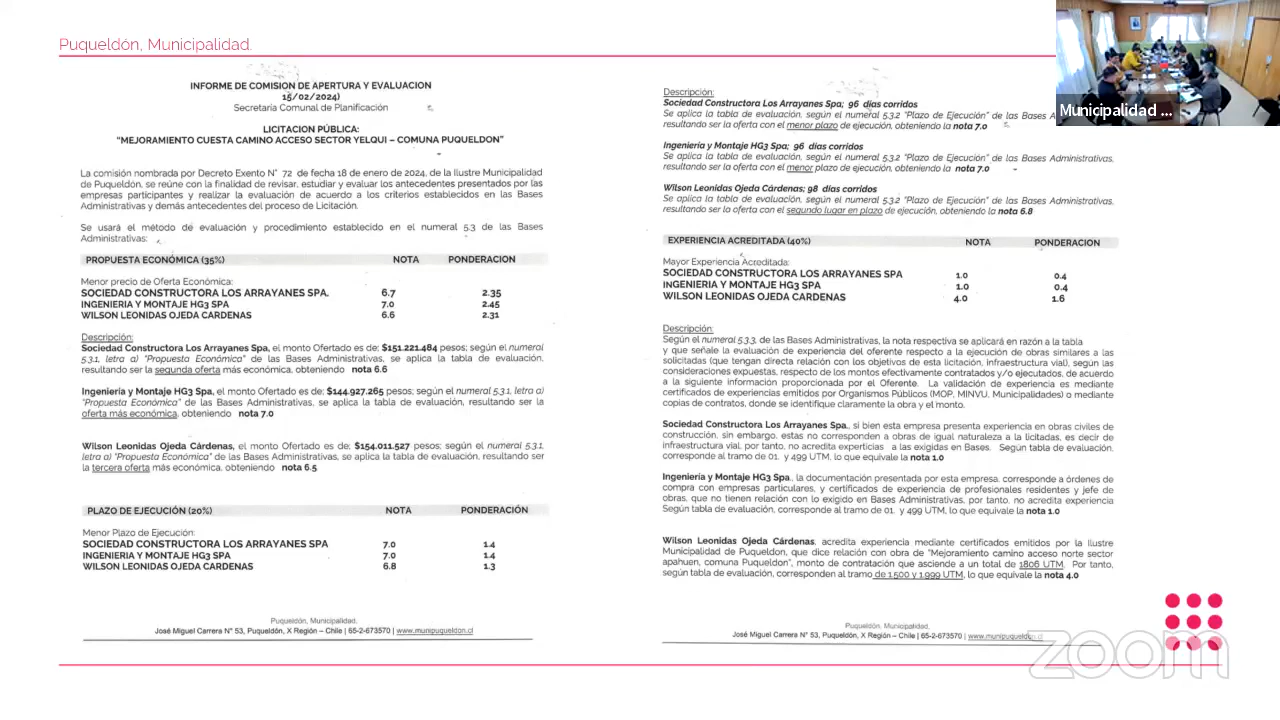 Puqueldón, Municipalidad.
INFORME DE COMISION DE APERTURA Y EVALUACION
15/02/2024)
Secretaría Comunal de Planificación
LICITACION PÚBLICA:
"MEJORAMIENTO CUESTA CAMINO ACCESO SECTOR YELQUI – COMUNA PUQUELDON"
La comisión nombrada por Decreto Exento N° 72 de fecha 18 de enero de 2024, de la Ilustre Municipalidad
de Puqueldón, se reúne con la finalidad de revisar, estudiar y evaluar los antecedentes presentados por las
empresas participantes y realizar la evaluación de acuerdo a los criterios establecidos en las Bases
Administrativas y demás antecedentes del proceso de Licitación.
Se usará el método de evaluación y procedimiento establecido en el numeral 5.3 de las Bases
Administrativas:
PROPUESTA ECONÓMICA (35%) NOTA PONDERACION
Menor precio de Oferta Económica:
SOCIEDAD CONSTRUCTORA LOS ARRAYANES SPA. 6.7 2.35
INGENIERIA Y MONTAJE HG3 SPA 7.0 2.45
WILSON LEONIDAS OJEDA CARDENAS 6.6 2.31
Descripción:
Sociedad Constructora Los Arrayanes Spa, el monto Ofertado es de; $151.221.484 pesos; según el numeral
5.3.1, letra a) "Propuesta Económica" de las Bases Administrativas, se aplica la tabla de evaluación,
resultando ser la segunda oferta más económica, obteniendo nota 6.6
Ingeniería y Montaje HG3 Spa, el monto Ofertado es de; $144.927.265 pesos; según el numeral 5.3.1, letra a)
"Propuesta Económica" de las Bases Administrativas, se aplica la tabla de evaluación, resultando ser la
oferta más económica, obteniendo nota 7.0
Wilson Leonidas Ojeda Cárdenas, el monto Ofertado es de; $154.011.527 pesos; según el numeral 5.3.1,
letra a) "Propuesta Económica" de las Bases Administrativas, se aplica la tabla de evaluación, resultando ser
la tercera oferta más económica, obteniendo nota 6.5
PLAZO DE EJECUCIÓN (20%) NOTA PONDERACIÓN
Menor Plazo de Ejecución:
SOCIEDAD CONSTRUCTORA LOS ARRAYANES SPA 7.0 1.4
INGENIERIA Y MONTAJE HG3 SPA 7.0 1.4
WILSON LEONIDAS OJEDA CARDENAS 6.8 1.3
Puqueldón, Municipalidad,
José Miguel Carrera N° 53, Puqueldón, X Región – Chile | 65-2-673570 | www.munipuqueldon.cl
Descripción:
Sociedad Constructora Los Arrayanes Spa; 96 días corridos
Se aplica la tabla de evaluación, según el numeral 5.3.2 "Plazo de Ejecución" de las Bases A
resultando ser la oferta con el menor plazo de ejecución, obteniendo la nota 7.0
Ingeniería y Montaje HG3 Spa; 96 días corridos
Se aplica la tabla de evaluación, según el numeral 5.3.2 "Plazo de Ejecución" de las Bases Administrativas,
resultando ser la oferta con el menor plazo de ejecución, obteniendo la nota 7.0
Wilson Leonidas Ojeda Cárdenas; 98 días corridos
Se aplica la tabla de evaluación, según el numeral 5.3.2 "Plazo de Ejecución" de las Bases Administrativas,
resultando ser la oferta con el segundo lugar en plazo de ejecución, obteniendo la nota 6.8
EXPERIENCIA ACREDITADA (40%) NOTA PONDERACION
Mayor Experiencia Acreditada:
SOCIEDAD CONSTRUCTORA LOS ARRAYANES SPA 1.0 0.4
INGENIERIA Y MONTAJE HG3 SPA 1.0 0.4
WILSON LEONIDAS OJEDA CARDENAS 4.0 1.6
Descripción:
Según el numeral 5.3.3, de las Bases Administrativas, la nota respectiva se aplicará en razón a la tabla
y que señale la evaluación de experiencia del oferente respecto a la ejecución de obras similares a las
solicitadas (que tengan directa relación con los objetivos de esta licitación, infraestructura vial), según las
consideraciones expuestas, respecto de los montos efectivamente contratados y/o ejecutados, de acuerdo
a la siguiente información proporcionada por el Oferente. La validación de experiencia es mediante
certificados de experiencias emitidos por Organismos Públicos (MOP, MINVU, Municipalidades) o mediante
copias de contratos, donde se identifique claramente la obra y el monto.
Sociedad Constructora Los Arrayanes Spa., si bien esta empresa presenta experiencia en obras civiles de
construcción, sin embargo, estas no corresponden a obras de igual naturaleza a la licitadas, es decir de
infraestructura vial, por tanto, no acredita experticias a las exigidas en Bases. Según tabla de evaluación,
corresponde al tramo de 01. y 499 UTM, lo que equivale la nota 1.0
Ingeniería y Montaje HG3 Spa., la documentación presentada por esta empresa, corresponde a órdenes de
compra con empresas particulares, y certificados de experiencia de profesionales residentes y jefe de
obras, que no tienen relación con lo exigido en Bases Administrativas, por tanto, no acredita experiencia
Según tabla de evaluación, corresponde al tramo de 01. y 499 UTM, lo que equivale la nota 1.0
Wilson Leonidas Ojeda Cárdenas, acredita experiencia mediante certificados emitidos por la Ilustre
Municipalidad de Puqueldón, que dice relación con obra de "Mejoramiento camino acceso norte sector
apahuen, comuna Puqueldón", monto de contratación que asciende a un total de 1806 UTM. Por tanto,
según tabla de evaluación, corresponden al tramo de 1.500 y 1.999 UTM, lo que equivale la nota 4.0
Puqueldón, Municipalidad,
José Miguel Carrera N° 53, Puqueldón, X Región – Chile | 65-2-673570 | www.munipuqueldon.cl
Municipalidad ...
zoom